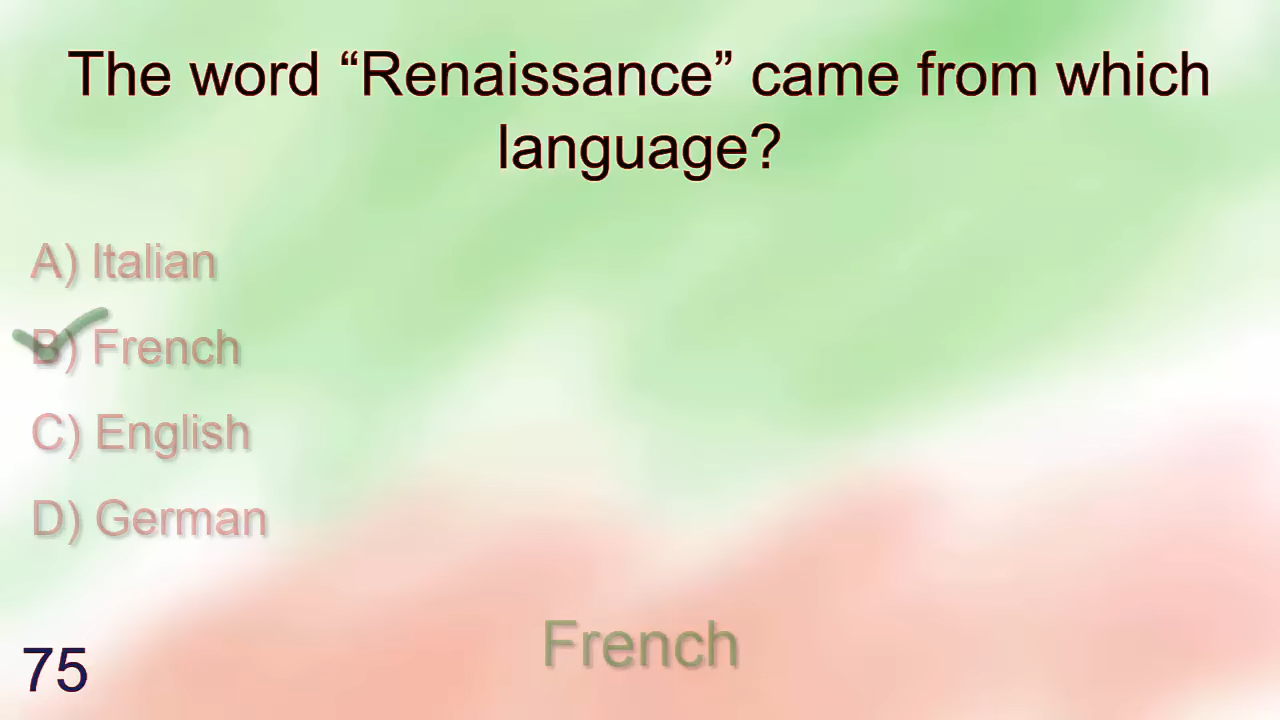 The word “Renaissance” came from which
language?
A) Italian
B) French
C) English
D) German
French
75